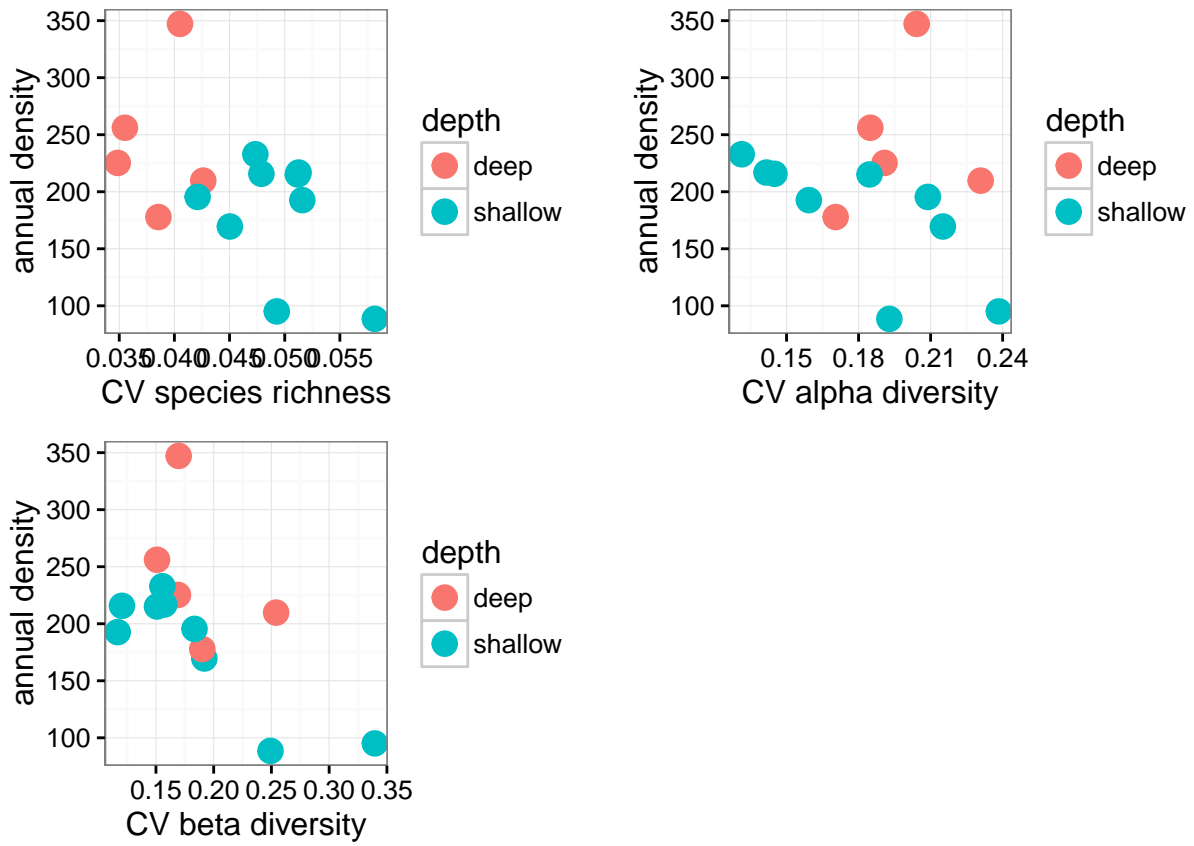 350
300
250
200
150
100
annual density
0.035 0.040 0.045 0.050 0.055
CV species richness
depth
deep
shallow
350
300
250
200
150
100
annual density
0.15 0.18 0.21 0.24
CV alpha diversity
depth
deep
shallow
350
300
250
200
150
100
annual density
0.15 0.20 0.25 0.30 0.35
CV beta diversity
depth
deep
shallow